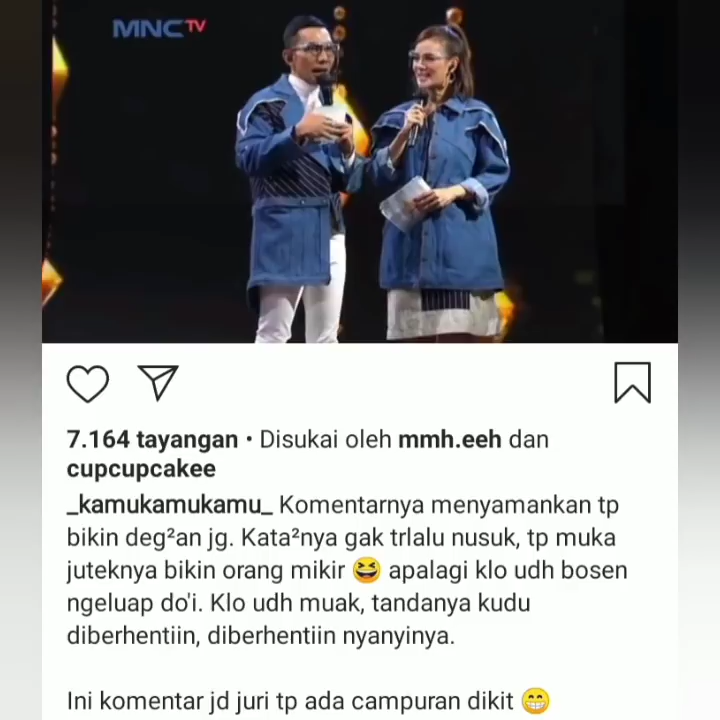 MNCTV
7.164 tayangan • Disukai oleh mmh.eeh dan
cupcupcakee
_kamukamukamu_ Komentarnya menyamankan tp
bikin deg²an jg. Kata²nya gak trlalu nusuk, tp muka
juteknya bikin orang mikir 😆 apalagi klo udh bosen
ngeluap do'i. Klo udh muak, tandanya kudu
diberhentiin, diberhentiin nyanyinya.
Ini komentar jd juri tp ada campuran dikit 😁